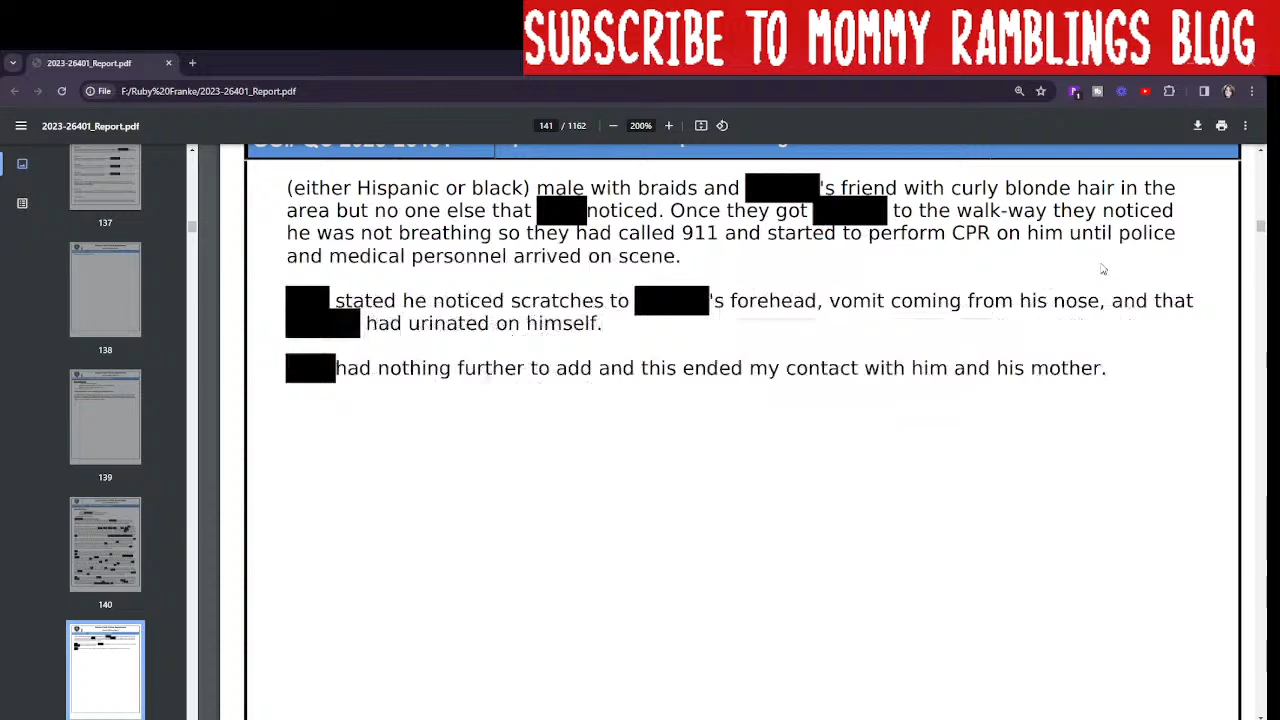 SUBSCRIBE TO MOMMY RAMBLINGS BLOG
2023-26401_Report.pdf
File F:/Ruby%20Franke/2023-26401_Report.pdf
2023-26401_Report.pdf 141 / 1162 200%
(either Hispanic or black) male with braids and 's friend with curly blonde hair in the
area but no one else that noticed. Once they got to the walk-way they noticed
he was not breathing so they had called 911 and started to perform CPR on him until police
and medical personnel arrived on scene.
stated he noticed scratches to 's forehead, vomit coming from his nose, and that
had urinated on himself.
had nothing further to add and this ended my contact with him and his mother.
137
138
139
140